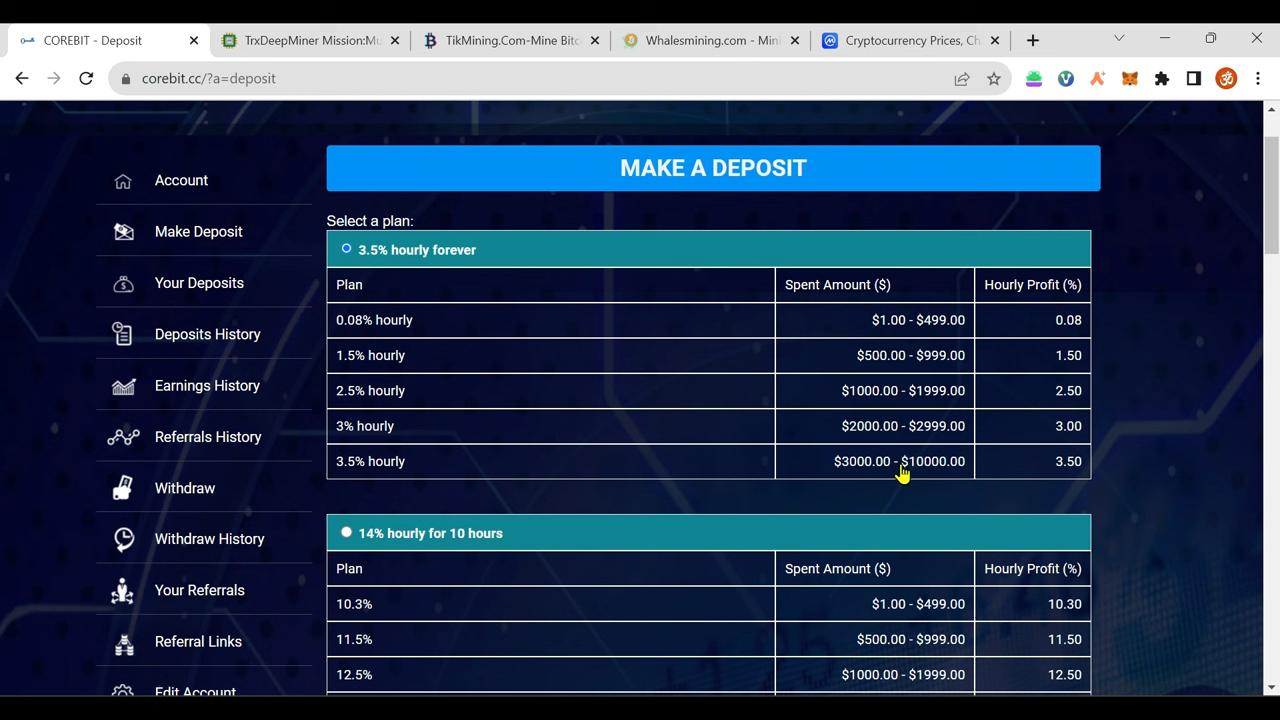 COREBIT - Deposit
TrxDeepMiner Mission:Mu
TikMining.Com-Mine Bitc
Whalesmining.com - Mini
Cryptocurrency Prices, Ch
corebit.cc/?a=deposit
MAKE A DEPOSIT
Account
Make Deposit
Your Deposits
Deposits History
Earnings History
Referrals History
Withdraw
Withdraw History
Your Referrals
Referral Links
Edit Account
Select a plan:
3.5% hourly forever
Plan Spent Amount ($) Hourly Profit (%)
0.08% hourly $1.00 - $499.00 0.08
1.5% hourly $500.00 - $999.00 1.50
2.5% hourly $1000.00 - $1999.00 2.50
3% hourly $2000.00 - $2999.00 3.00
3.5% hourly $3000.00 - $10000.00 3.50
14% hourly for 10 hours
Plan Spent Amount ($) Hourly Profit (%)
10.3% $1.00 - $499.00 10.30
11.5% $500.00 - $999.00 11.50
12.5% $1000.00 - $1999.00 12.50